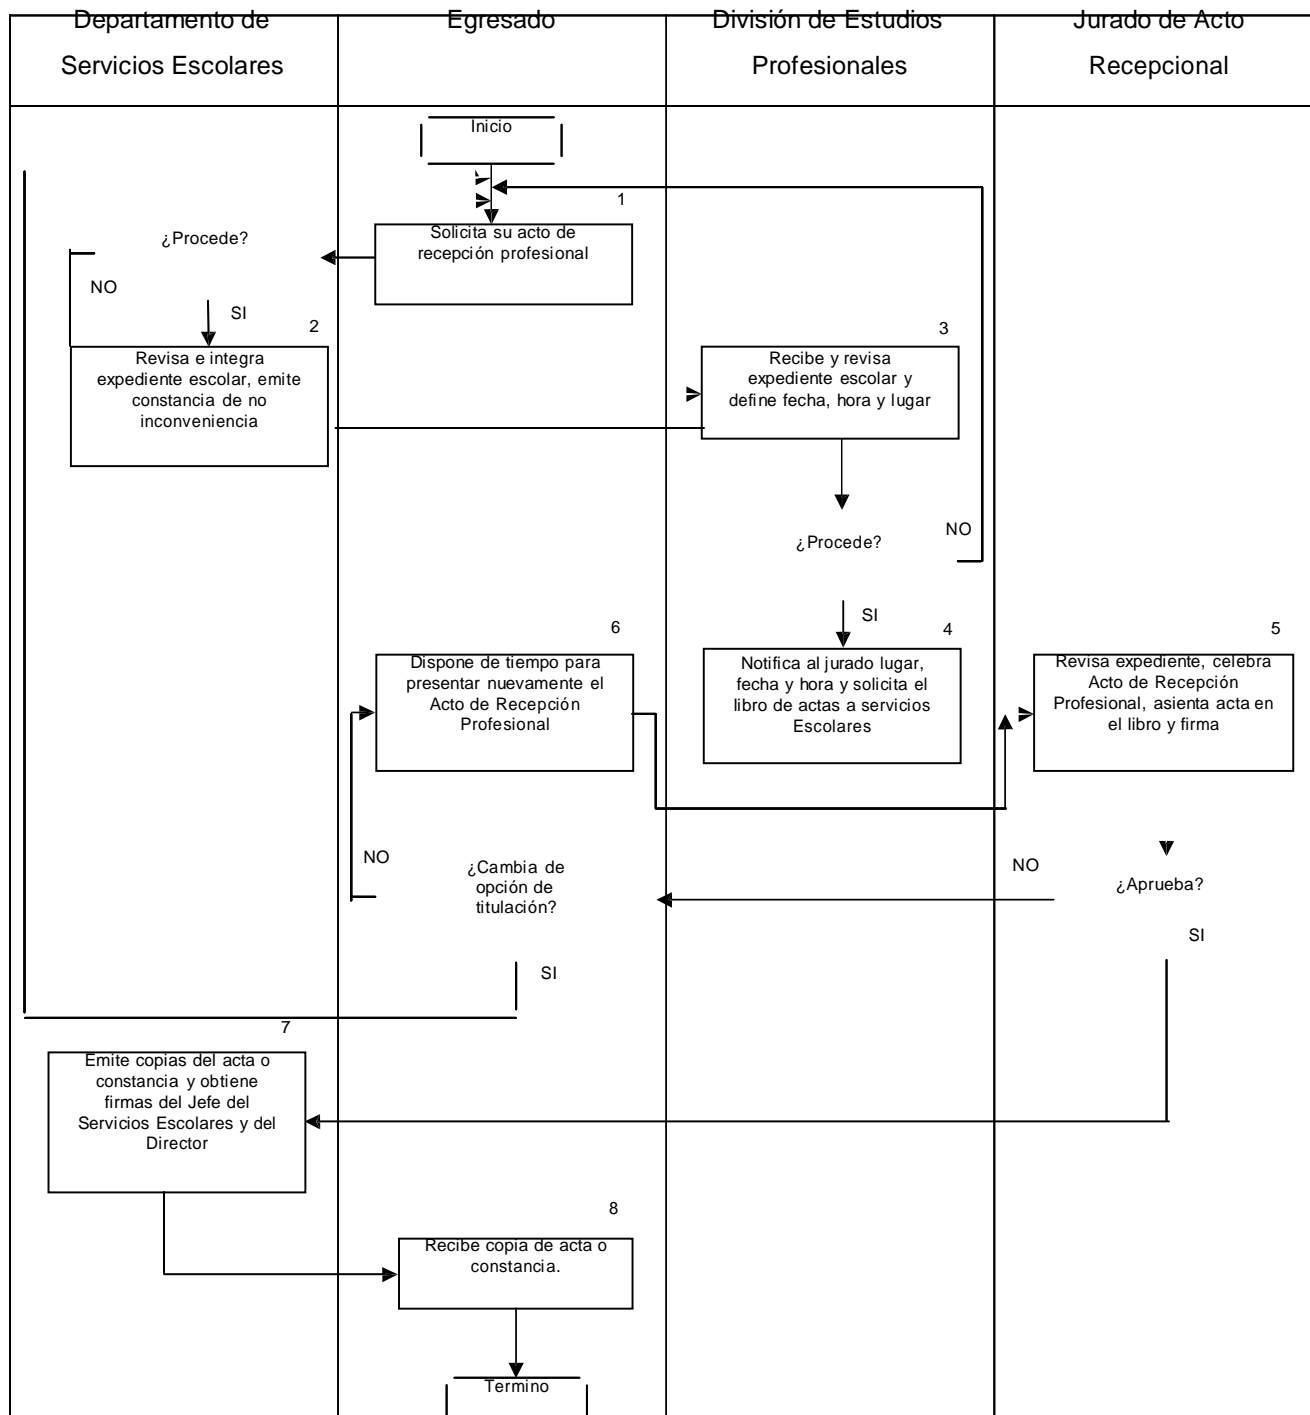 Departamento de
Servicios Escolares
Egresado
División de Estudios
Profesionales
Jurado de Acto
Recepcional
Inicio
1
Solicita su acto de
recepción profesional
¿Procede?
NO
SI
2
Revisa e integra
expediente escolar, emite
constancia de no
inconveniencia
3
Recibe y revisa
expediente escolar y
define fecha, hora y lugar
¿Procede?
NO
SI
4
Notifica al jurado lugar,
fecha y hora y solicita el
libro de actas a servicios
Escolares
5
Revisa expediente, celebra
Acto de Recepción
Profesional, asienta acta en
el libro y firma
6
Dispone de tiempo para
presentar nuevamente el
Acto de Recepción
Profesional
¿Aprueba?
NO
SI
¿Cambia de
opción de
titulación?
NO
SI
7
Emite copias del acta o
constancia y obtiene
firmas del Jefe del
Servicios Escolares y del
Director
8
Recibe copia de acta o
constancia.
Termino